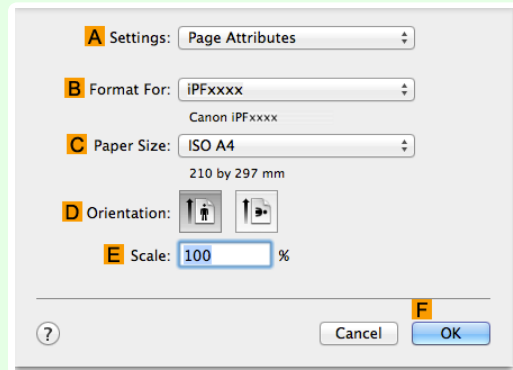 A Settings: Page Attributes
B Format For: iPFxxxx
Canon iPFxxxx
C Paper Size: ISO A4
210 by 297 mm
D Orientation:
E Scale: 100 %
F
? Cancel OK